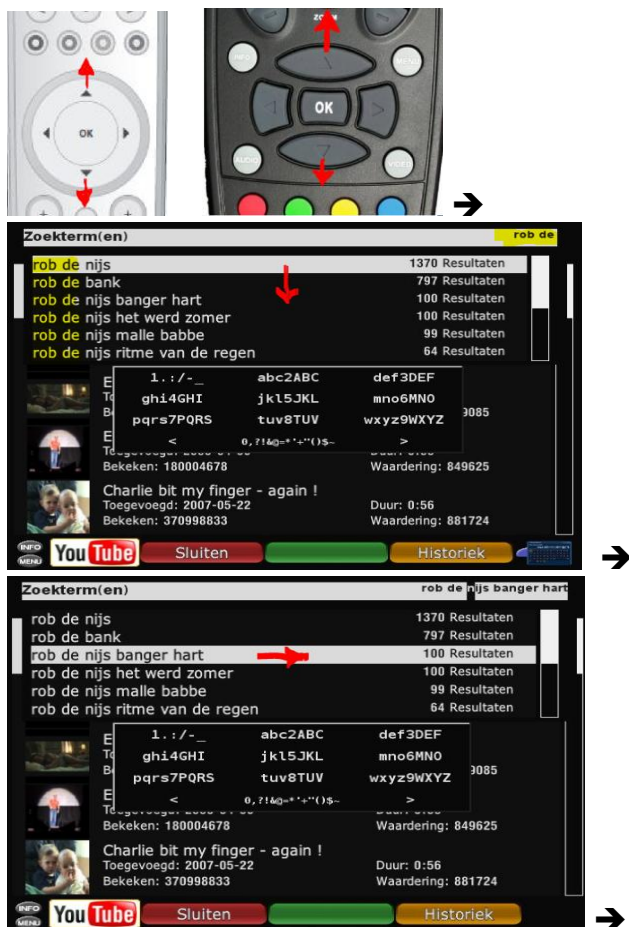 OK
ZOOM
INFO
MENU
OK
AUDIO
VIDEO
➔
Zoekterm(en) rob de
rob de nijs 1370 Resultaten
rob de bank 797 Resultaten
rob de nijs banger hart 100 Resultaten
rob de nijs het werd zomer 100 Resultaten
rob de nijs malle babbe 99 Resultaten
rob de nijs ritme van de regen 64 Resultaten
1.:/-_ abc2ABC def3DEF
ghi4GHI jkl5JKL mno6MNO
pqrs7PQRS tuv8TUV wxyz9WXYZ
< 0,?!&@=*'+"()$~ >
9085
Bekeken: 180004678 Waardering: 849625
Charlie bit my finger - again !
Toegevoegd: 2007-05-22 Duur: 0:56
Bekeken: 370998833 Waardering: 881724
INFO
MENU
You Tube Sluiten Historiek
➔
Zoekterm(en) rob de nijs banger hart
rob de nijs 1370 Resultaten
rob de bank 797 Resultaten
rob de nijs banger hart 100 Resultaten
rob de nijs het werd zomer 100 Resultaten
rob de nijs malle babbe 99 Resultaten
rob de nijs ritme van de regen 64 Resultaten
1.:/-_ abc2ABC def3DEF
ghi4GHI jkl5JKL mno6MNO
pqrs7PQRS tuv8TUV wxyz9WXYZ
< 0,?!&@=*'+"()$~ >
9085
Bekeken: 180004678 Waardering: 849625
Charlie bit my finger - again !
Toegevoegd: 2007-05-22 Duur: 0:56
Bekeken: 370998833 Waardering: 881724
INFO
MENU
You Tube Sluiten Historiek
➔